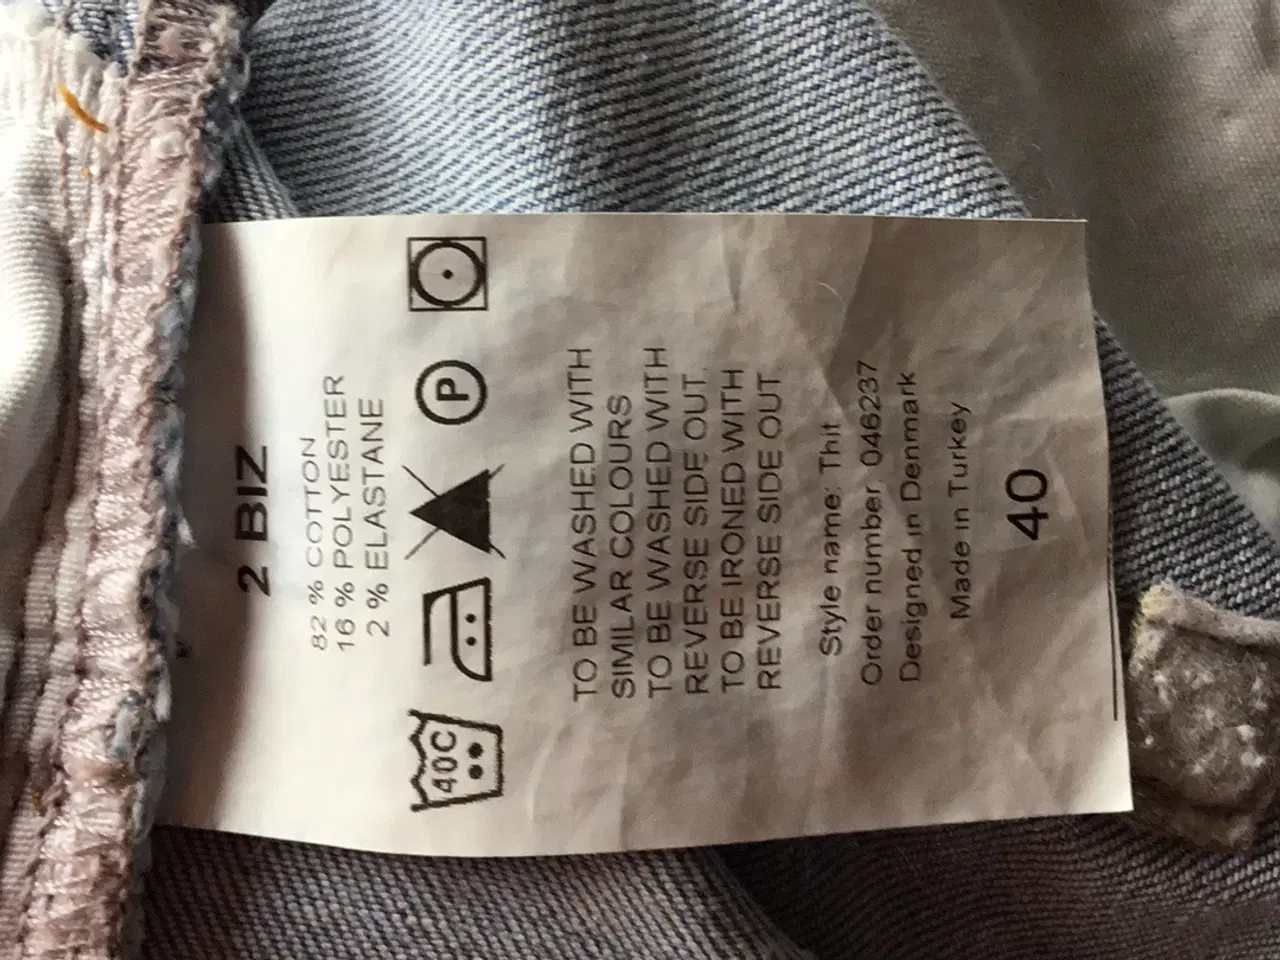 2 BIZ
82 % COTTON
16 % POLYESTER
2 % ELASTANE
40C P
TO BE WASHED WITH
SIMILAR COLOURS
TO BE WASHED WITH
REVERSE SIDE OUT.
TO BE IRONED WITH
REVERSE SIDE OUT.
Style name: Thit
Order number. 046237
Designed in Denmark
Made in Turkey
40